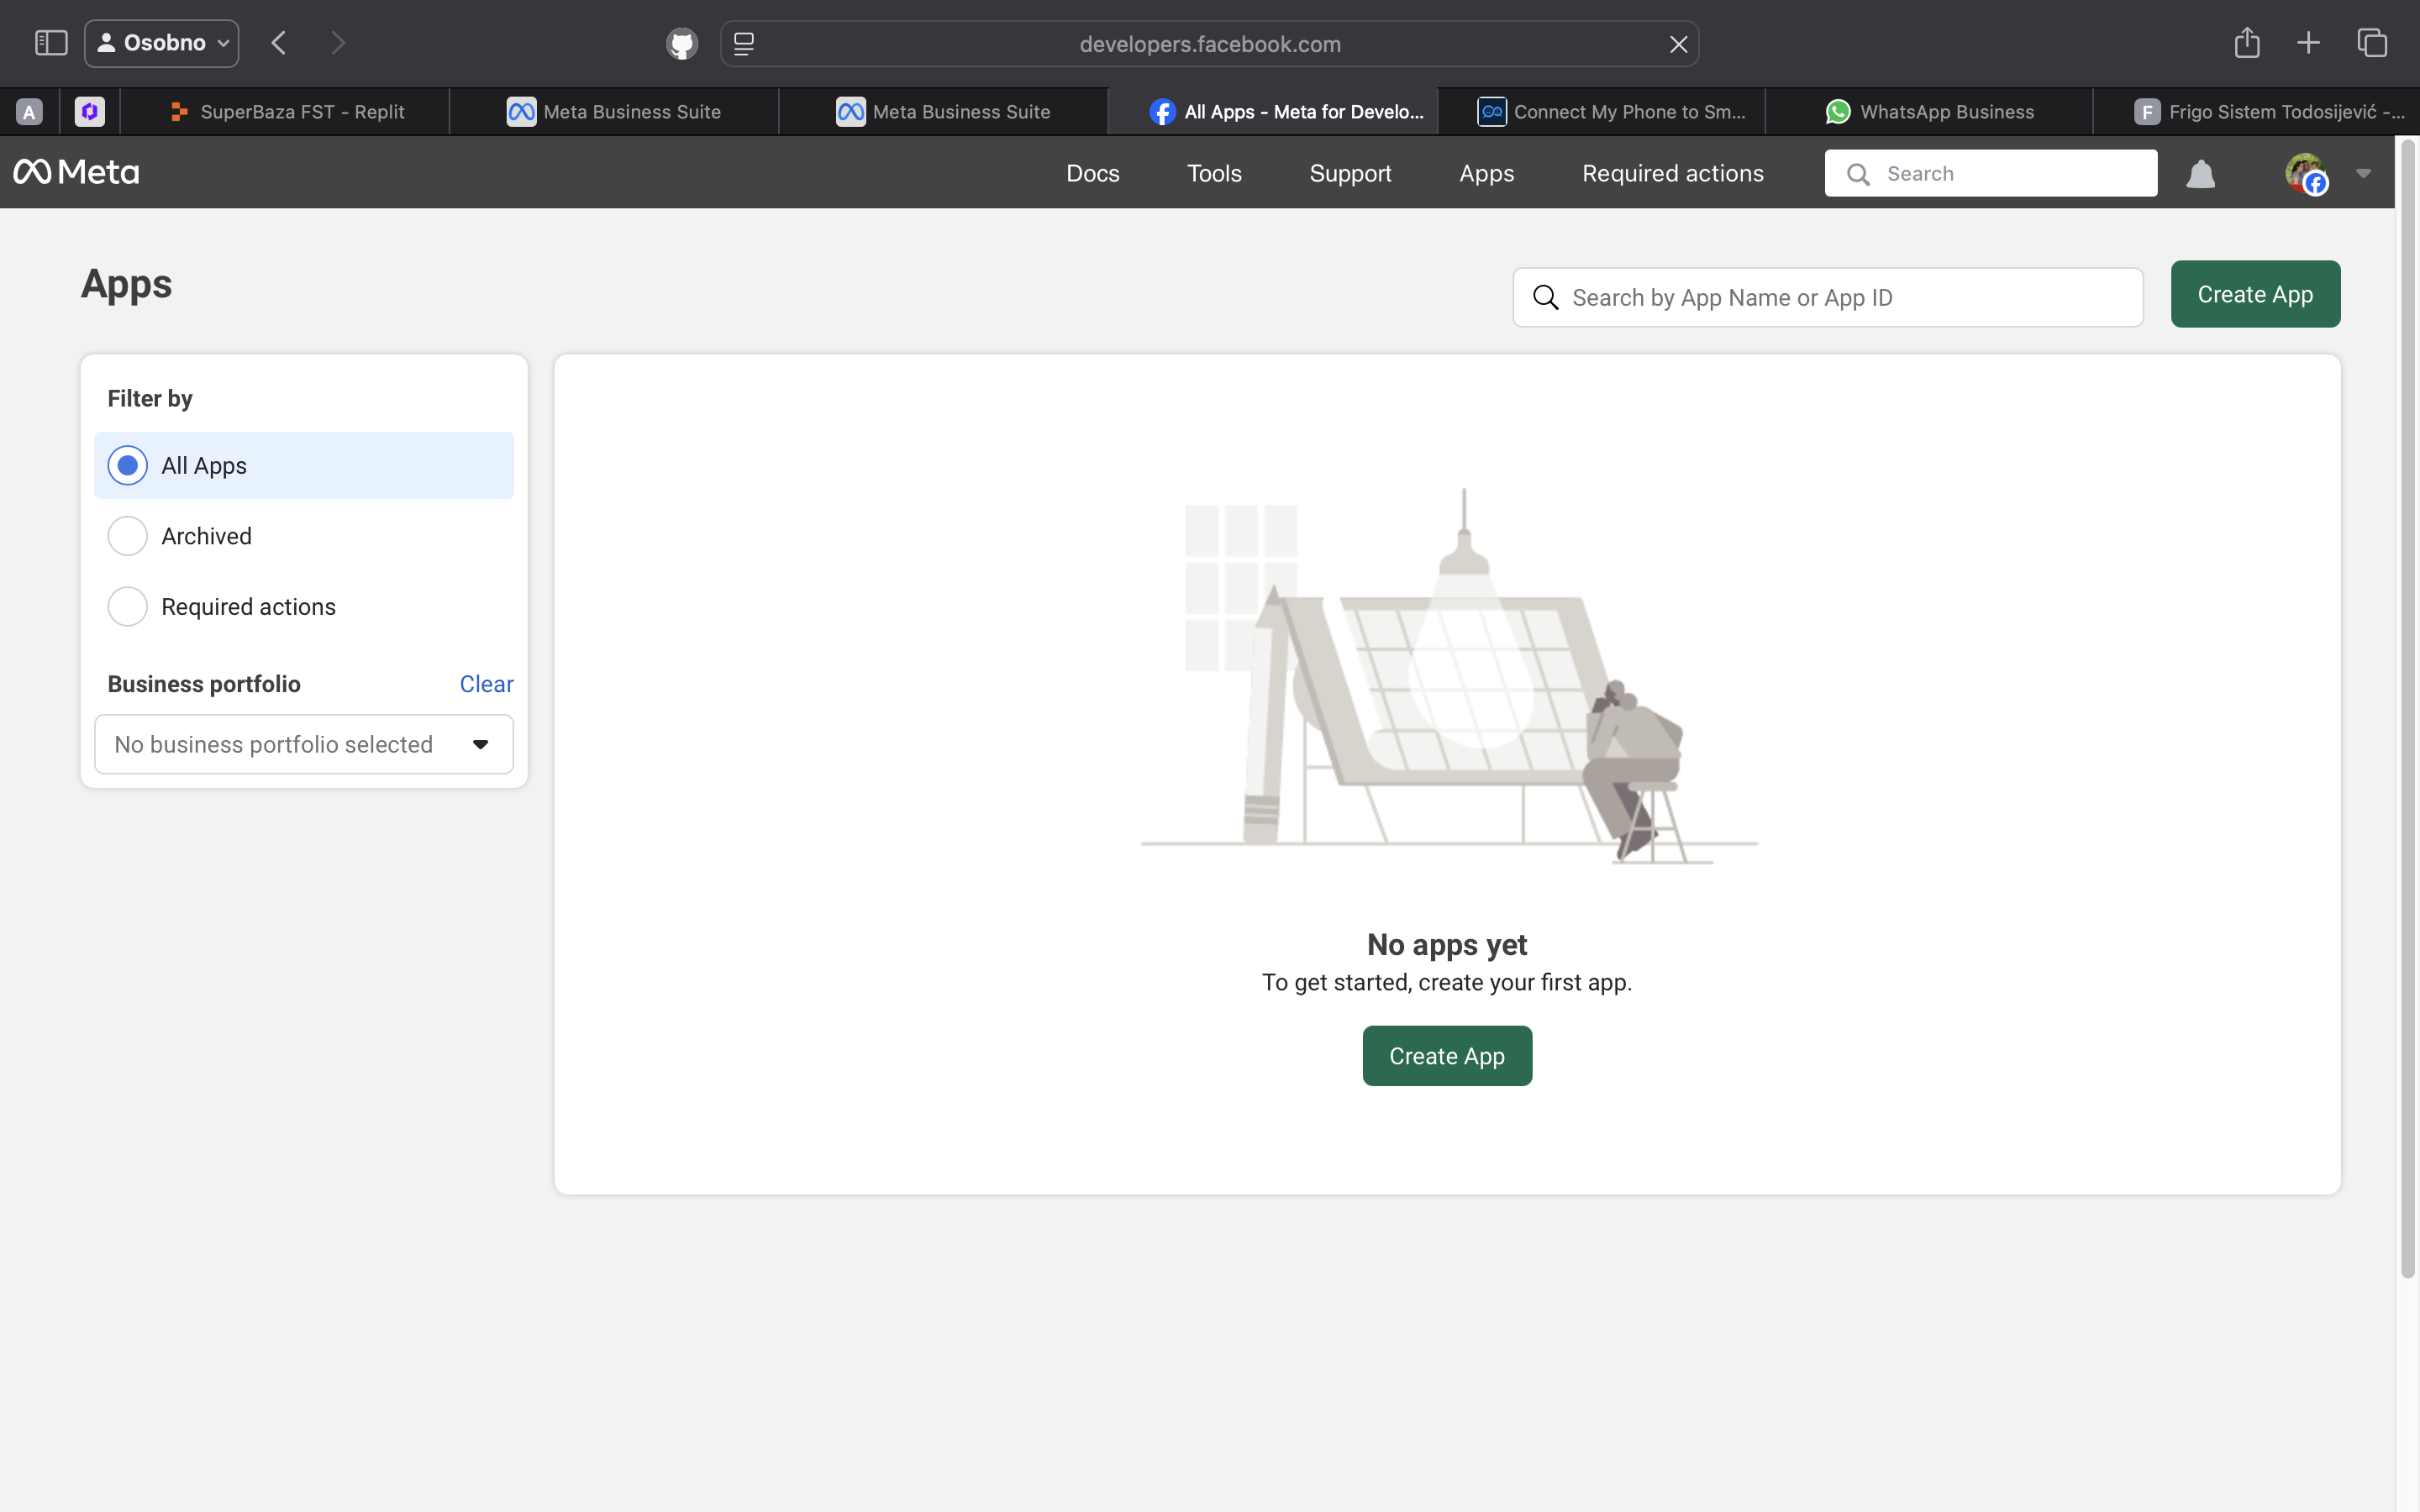 Osobno
developers.facebook.com
A
SuperBaza FST - Replit
Meta Business Suite
Meta Business Suite
All Apps - Meta for Develo...
Connect My Phone to Sm...
WhatsApp Business
F
Frigo Sistem Todosijević -...
Meta
Docs
Tools
Support
Apps
Required actions
Search
Apps
Search by App Name or App ID
Create App
Filter by
All Apps
Archived
Required actions
Business portfolio
Clear
No business portfolio selected
No apps yet
To get started, create your first app.
Create App